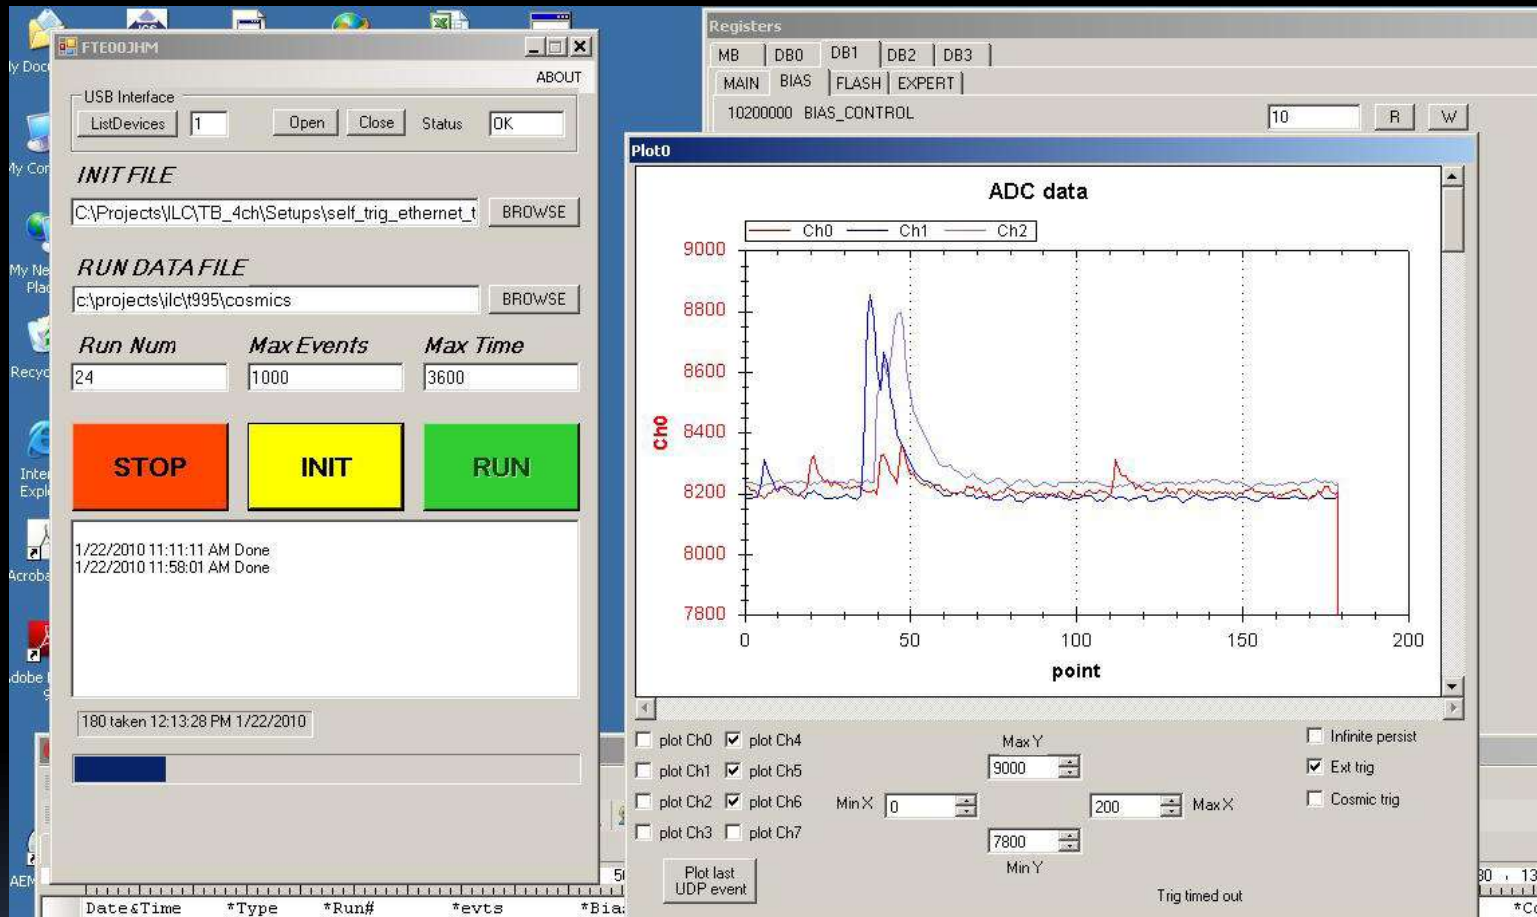 FTE00JHM
ABOUT
USB Interface
ListDevices 1 Open Close Status OK
INIT FILE
C:\Projects\ILC\TB_4ch\Setups\self_trig_ethernet_t BROWSE
RUN DATA FILE
c:\projects\ilc\t995\cosmics BROWSE
Run Num Max Events Max Time
24 1000 3600
STOP INIT RUN
1/22/2010 11:11:11 AM Done
1/22/2010 11:58:01 AM Done
180 taken 12:13:28 PM 1/22/2010
Registers
MB DB0 DB1 DB2 DB3
MAIN BIAS FLASH EXPERT
10200000 BIAS_CONTROL 10 R W
Plot0
ADC data
Ch0 Ch1 Ch2
9000
8800
8600
8400
8200
8000
7800
Ch0
0 50 100 150 200
point
plot Ch0 plot Ch4 Max Y Infinite persist
plot Ch1 plot Ch5 9000 Ext trig
plot Ch2 plot Ch6 Min X 0 200 Max X Cosmic trig
plot Ch3 plot Ch7 7800
Min Y
Plot last
UDP event
Trig timed out
Date&Time *Type *Run# *evts